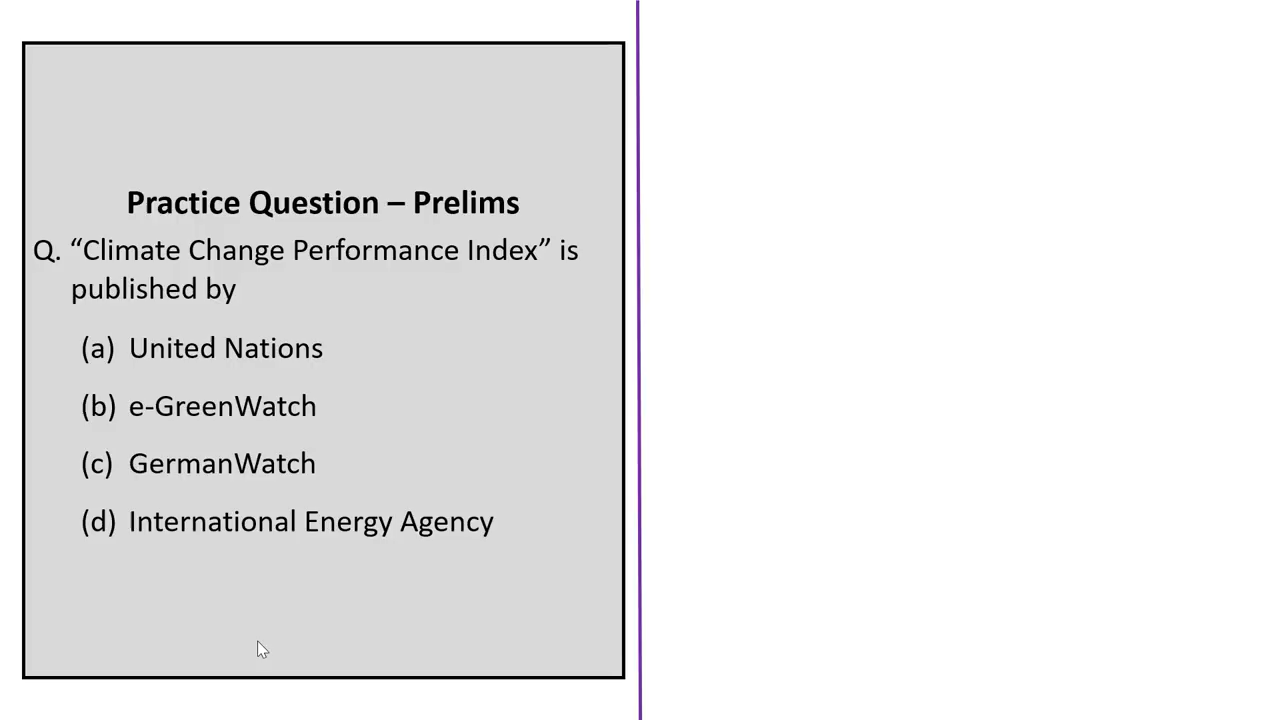 Practice Question – Prelims
Q. “Climate Change Performance Index” is
published by
(a) United Nations
(b) e-GreenWatch
(c) GermanWatch
(d) International Energy Agency